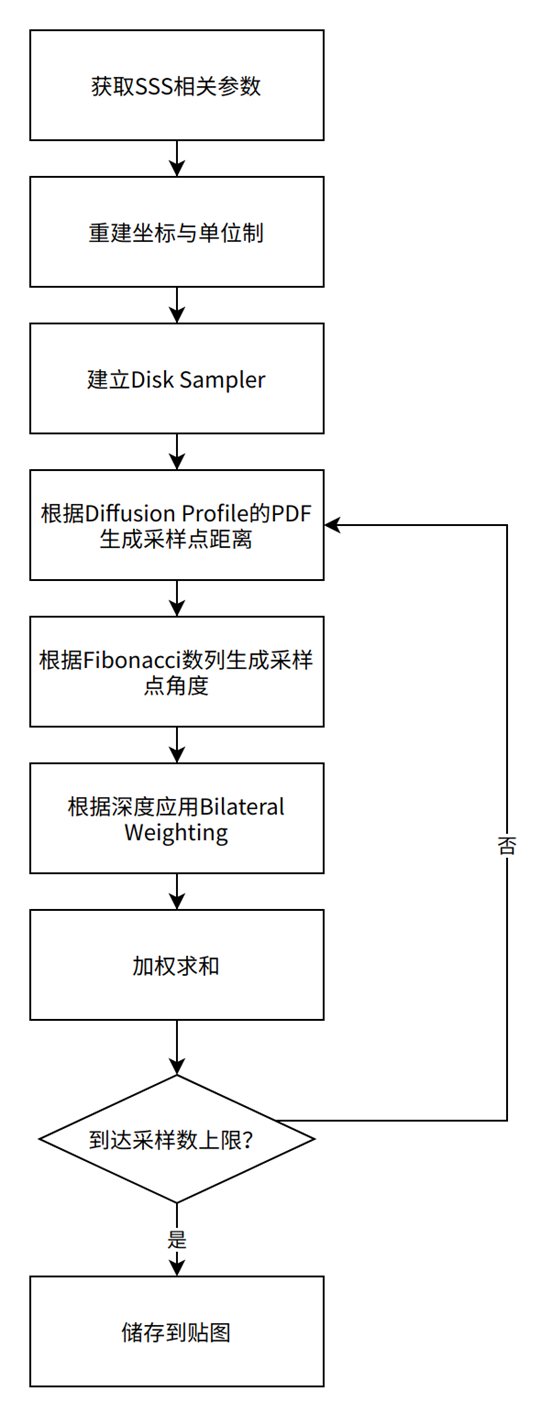 获取SSS相关参数
重建坐标与单位制
建立Disk Sampler
根据Diffusion Profile的PDF
生成采样点距离
根据Fibonacci数列生成采样
点角度
根据深度应用Bilateral
Weighting
否
加权求和
到达采样数上限？
是
储存到贴图